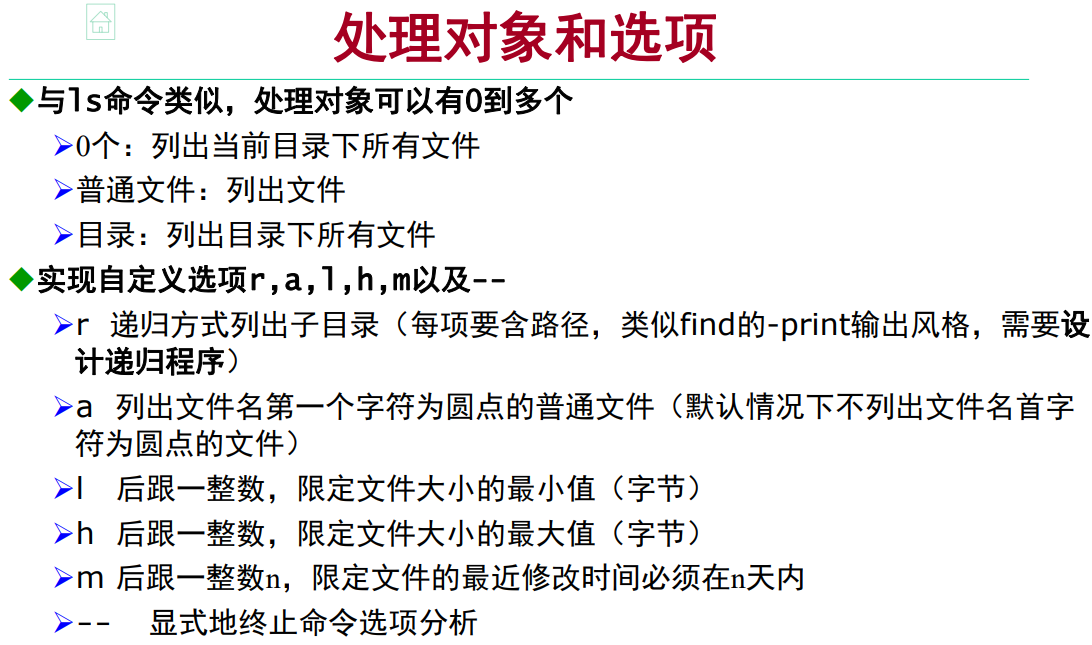 处理对象和选项
◆与ls命令类似，处理对象可以有0到多个
➢0个：列出当前目录下所有文件
➢普通文件：列出文件
➢目录：列出目录下所有文件
◆实现自定义选项r,a,l,h,m以及--
➢r 递归方式列出子目录（每项要含路径，类似find的-print输出风格，需要设
计递归程序）
➢a 列出文件名第一个字符为圆点的普通文件（默认情况下不列出文件名首字
符为圆点的文件）
➢l 后跟一整数，限定文件大小的最小值（字节）
➢h 后跟一整数，限定文件大小的最大值（字节）
➢m 后跟一整数n，限定文件的最近修改时间必须在n天内
➢-- 显式地终止命令选项分析